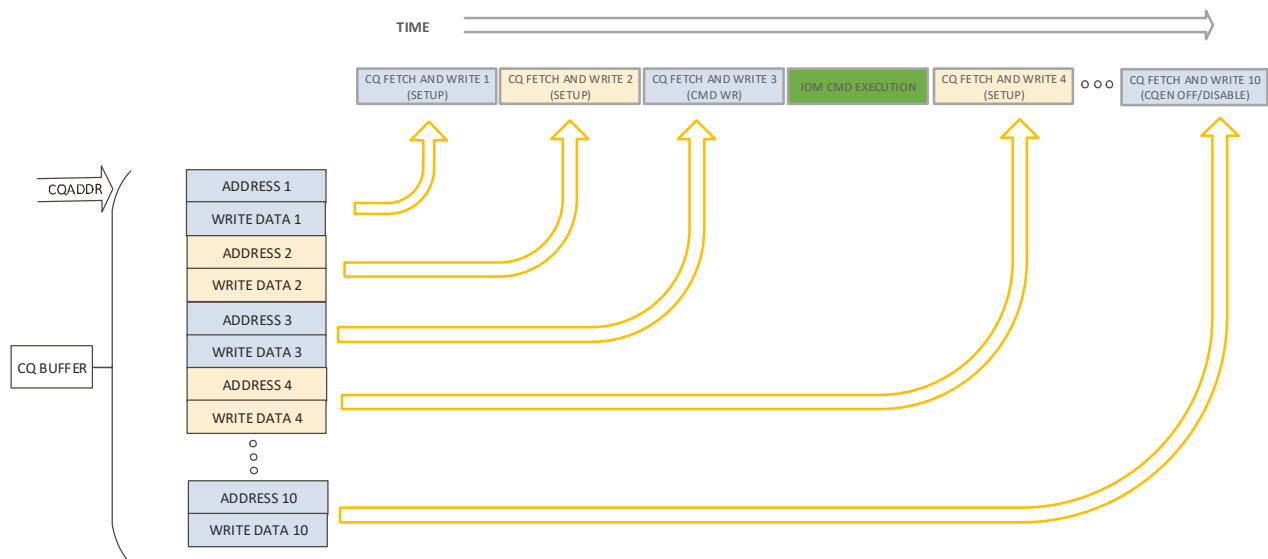 TIME
CQ FETCH AND WRITE 1
(SETUP)
CQ FETCH AND WRITE 2
(SETUP)
CQ FETCH AND WRITE 3
(CMD WR)
IOM CMD EXECUTION
CQ FETCH AND WRITE 4
(SETUP)
CQ FETCH AND WRITE 10
(CQEN OFF/DISABLE)
CQADDR
ADDRESS 1
WRITE DATA 1
ADDRESS 2
WRITE DATA 2
ADDRESS 3
WRITE DATA 3
ADDRESS 4
WRITE DATA 4
CQ BUFFER
ADDRESS 10
WRITE DATA 10